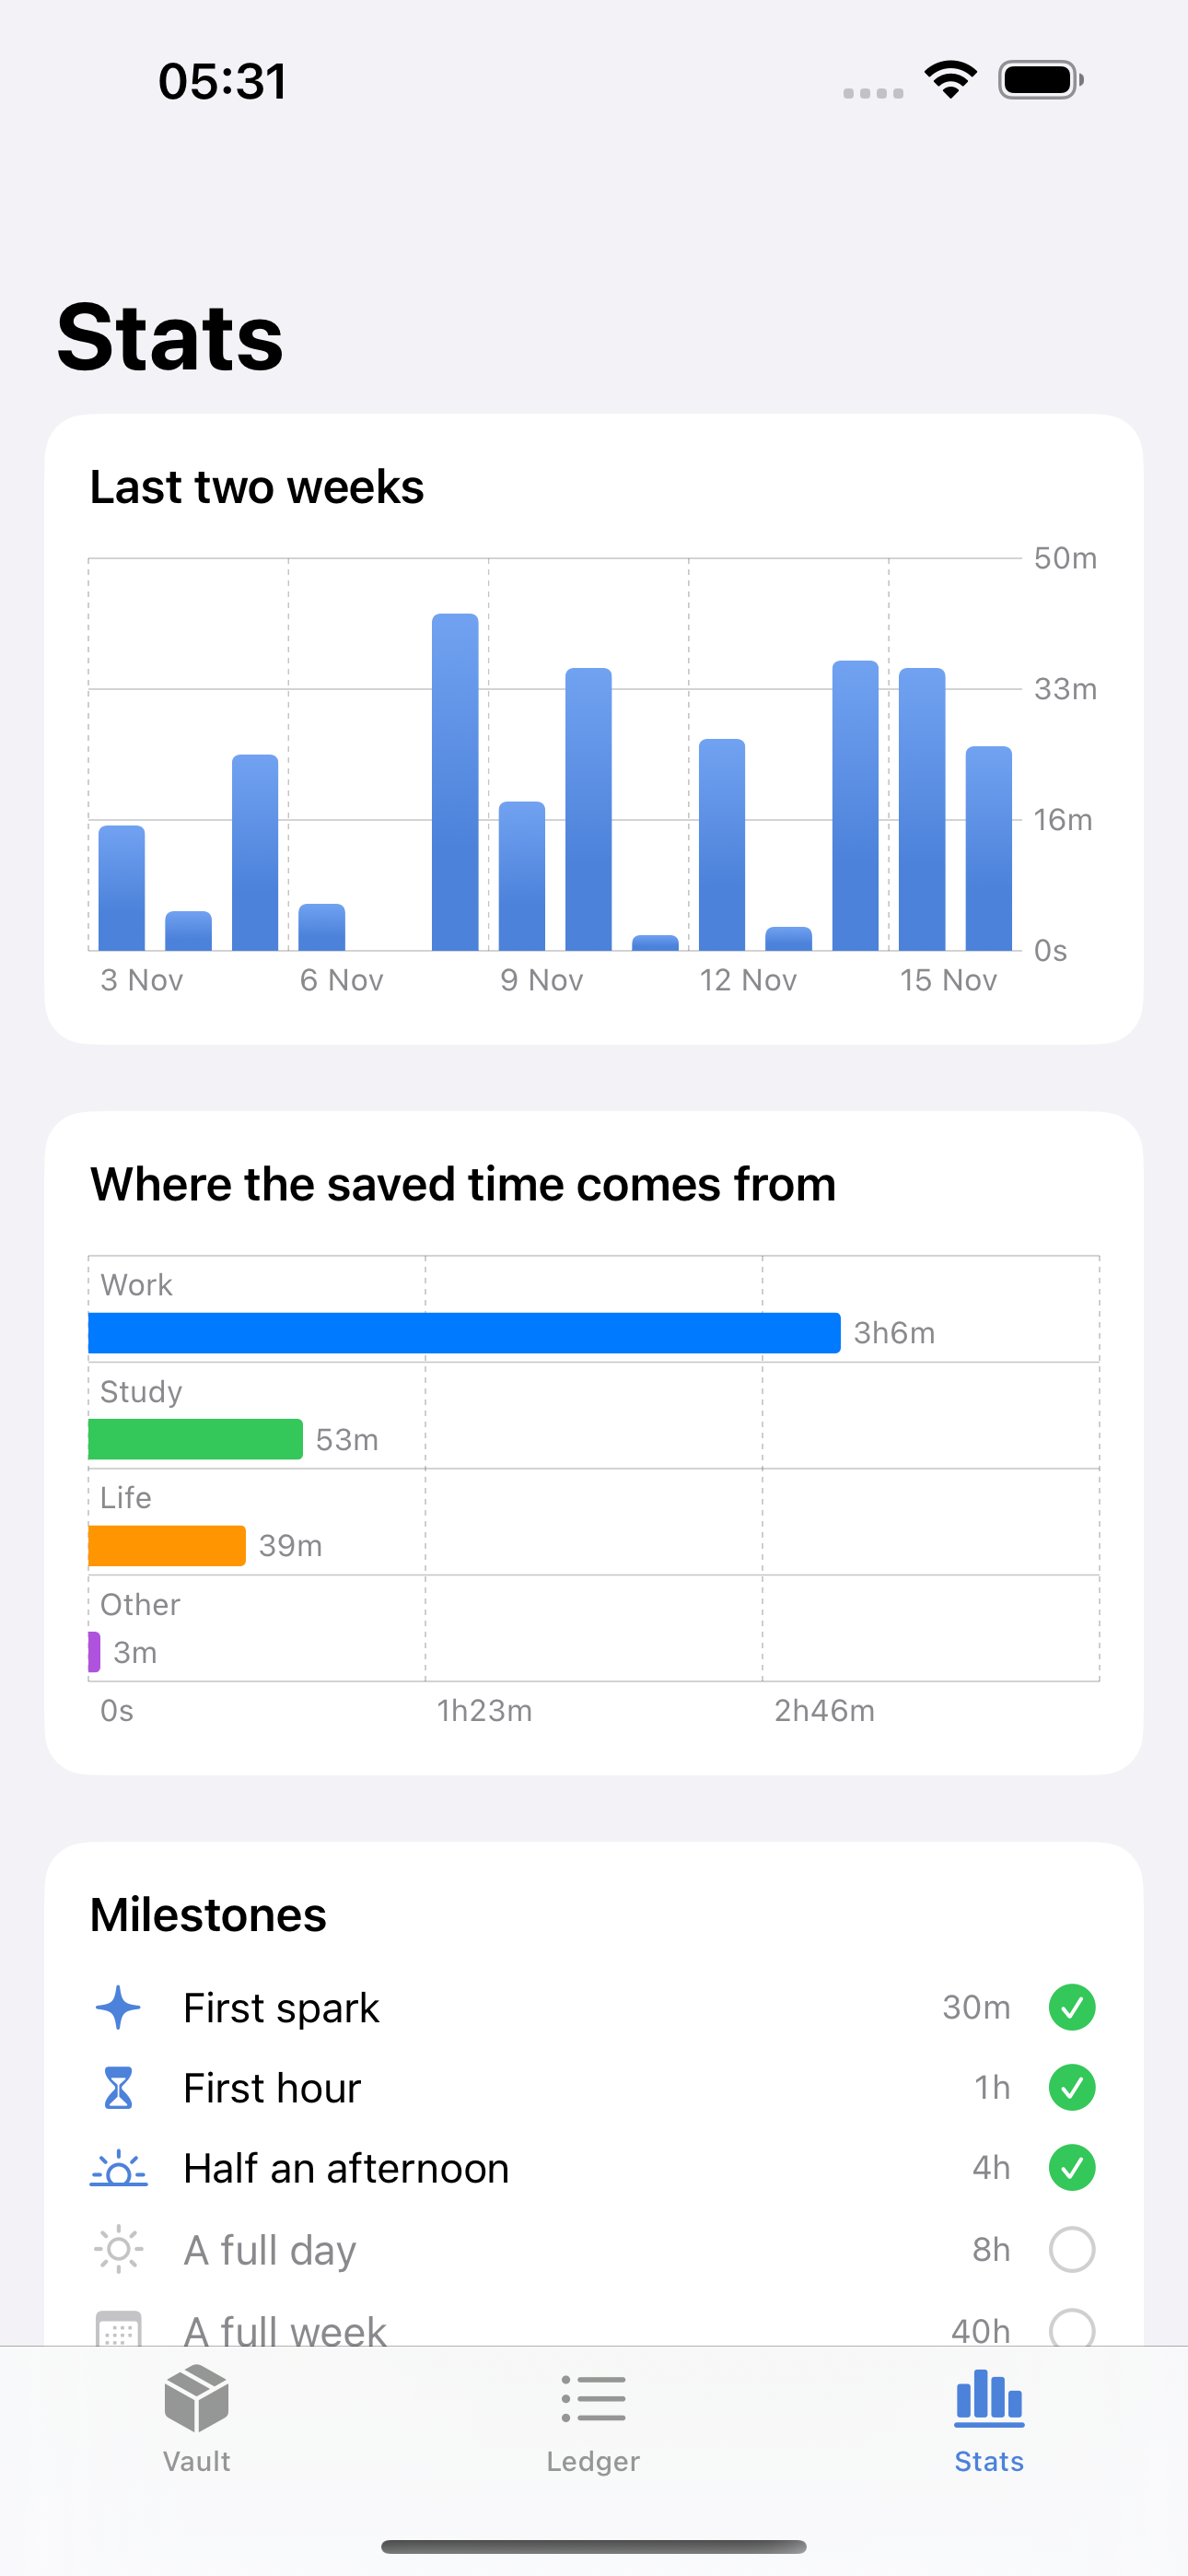 05:31
Stats
Last two weeks
50m
33m
16m
0s
3 Nov 6 Nov 9 Nov 12 Nov 15 Nov
Where the saved time comes from
Work
3h6m
Study
53m
Life
39m
Other
3m
0s 1h23m 2h46m
Milestones
First spark 30m
First hour 1h
Half an afternoon 4h
A full day 8h
A full week 40h
Vault Ledger Stats